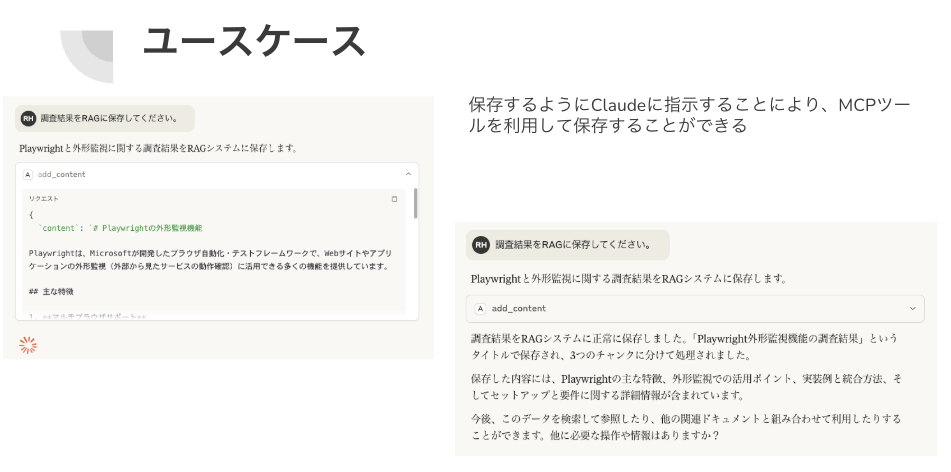 ユースケース
RH 調査結果をRAGに保存してください。
Playwrightと外形監視に関する調査結果をRAGシステムに保存します。
A add_content
リクエスト
{
`content`: `# Playwrightの外形監視機能
Playwrightは、Microsoftが開発したブラウザ自動化・テストフレームワークで、Webサイトやアプリ
ケーションの外形監視（外部から見たサービスの動作確認）に活用できる多くの機能を提供しています。
## 主な特徴
1. **マルチブラウザサポート**
保存するようにClaudeに指示することにより、MCPツー
ルを利用して保存することができる
RH 調査結果をRAGに保存してください。
Playwrightと外形監視に関する調査結果をRAGシステムに保存します。
A add_content
調査結果をRAGシステムに正常に保存しました。「Playwright外形監視機能の調査結果」という
タイトルで保存され、3つのチャンクに分けて処理されました。
保存した内容には、Playwrightの主な特徴、外形監視での活用ポイント、実装例と統合方法、そ
してセットアップと要件に関する詳細情報が含まれています。
今後、このデータを検索して参照したり、他の関連ドキュメントと組み合わせて利用したりする
ことができます。他に必要な操作や情報はありますか？